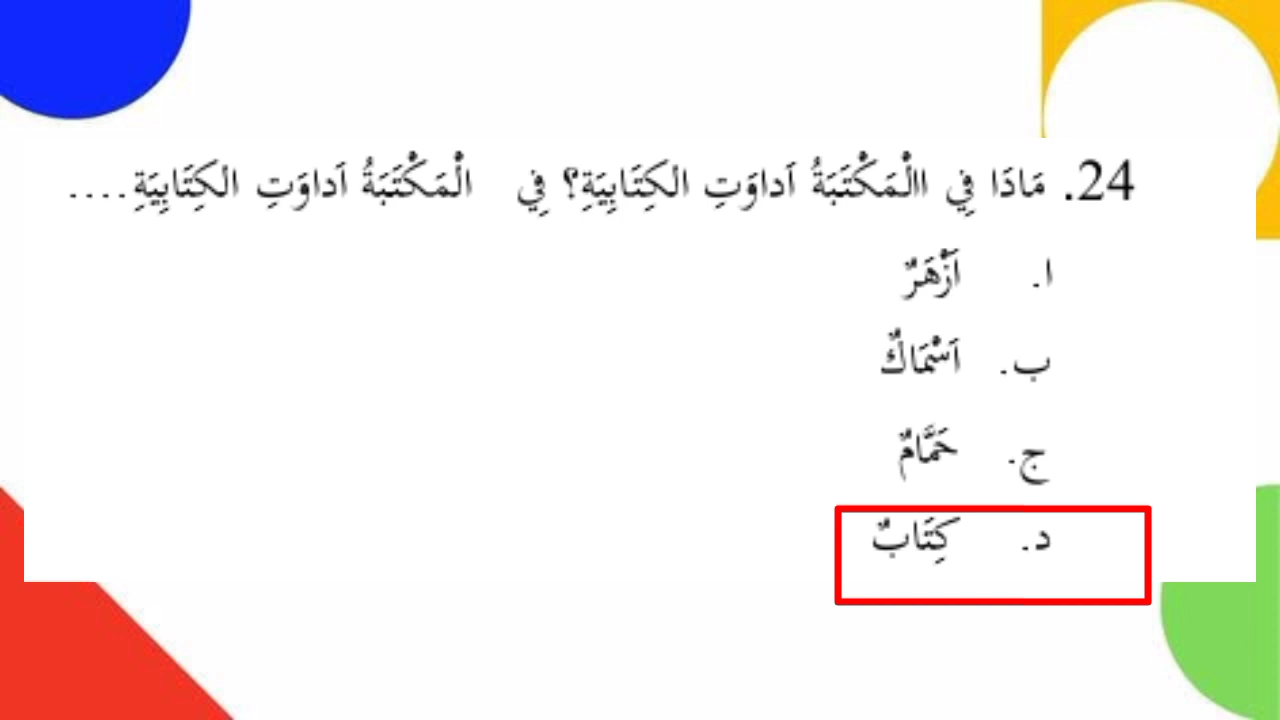 24. مَاذَا فِي االْمَكْتَبَةُ اَداوَتِ الكِتَابِيَةِ؟ فِي الْمَكْتَبَةُ اَداوَتِ الكِتَابِيَةِ....
ا. اَزْهَرٌ
ب. اَسْمَاكٌ
ج. حَمَّامٌ
د. كِتَابٌ